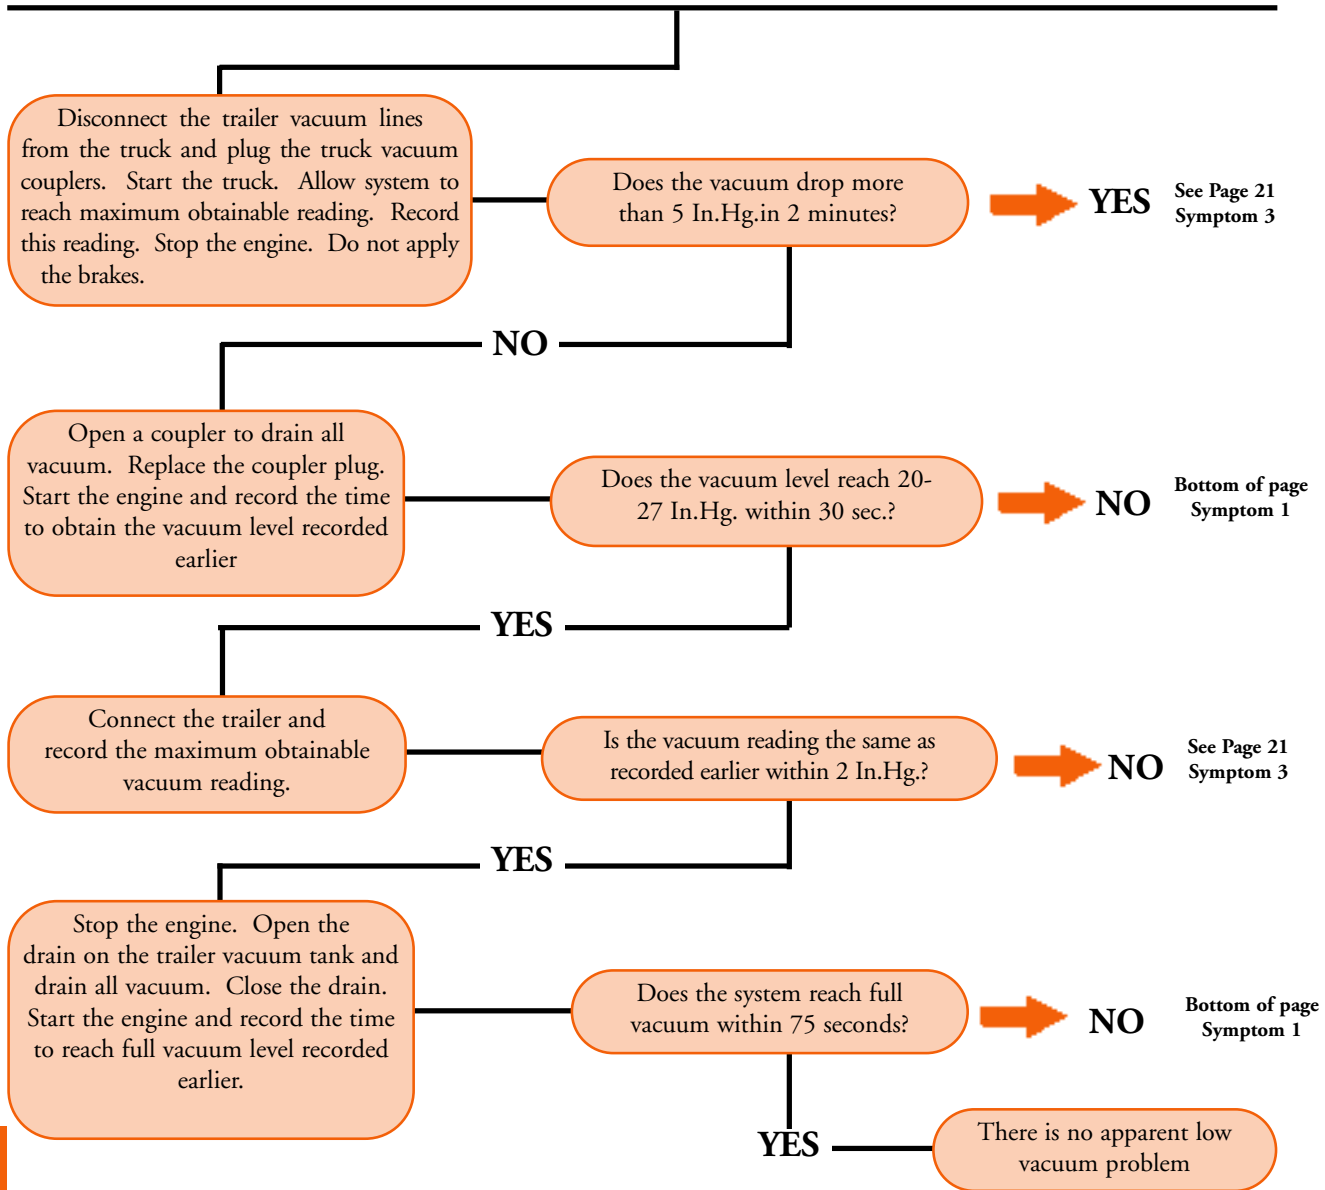 Disconnect the trailer vacuum lines
from the truck and plug the truck vacuum
couplers. Start the truck. Allow system to
reach maximum obtainable reading. Record
this reading. Stop the engine. Do not apply
the brakes.
Does the vacuum drop more
than 5 In.Hg.in 2 minutes?
YES
See Page 21
Symptom 3
NO
Open a coupler to drain all
vacuum. Replace the coupler plug.
Start the engine and record the time
to obtain the vacuum level recorded
earlier
Does the vacuum level reach 20-
27 In.Hg. within 30 sec.?
NO
Bottom of page
Symptom 1
YES
Connect the trailer and
record the maximum obtainable
vacuum reading.
Is the vacuum reading the same as
recorded earlier within 2 In.Hg.?
NO
See Page 21
Symptom 3
YES
Stop the engine. Open the
drain on the trailer vacuum tank and
drain all vacuum. Close the drain.
Start the engine and record the time
to reach full vacuum level recorded
earlier.
Does the system reach full
vacuum within 75 seconds?
NO
Bottom of page
Symptom 1
YES
There is no apparent low
vacuum problem